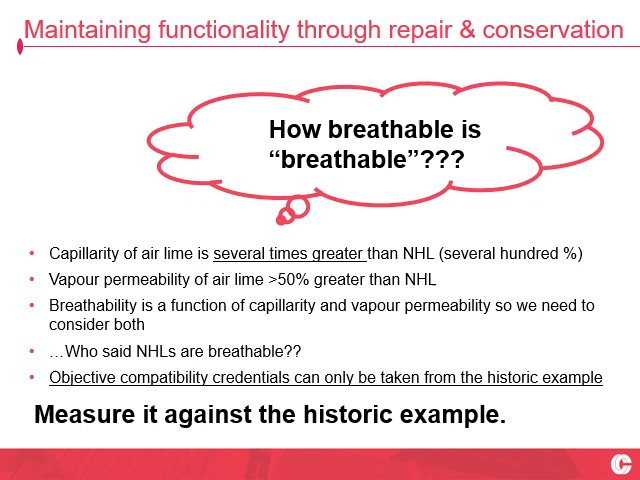 Maintaining functionality through repair & conservation
How breathable is
“breathable”???
• Capillarity of air lime is several times greater than NHL (several hundred %)
• Vapour permeability of air lime >50% greater than NHL
• Breathability is a function of capillarity and vapour permeability so we need to
consider both
• …Who said NHLs are breathable??
• Objective compatibility credentials can only be taken from the historic example
Measure it against the historic example.